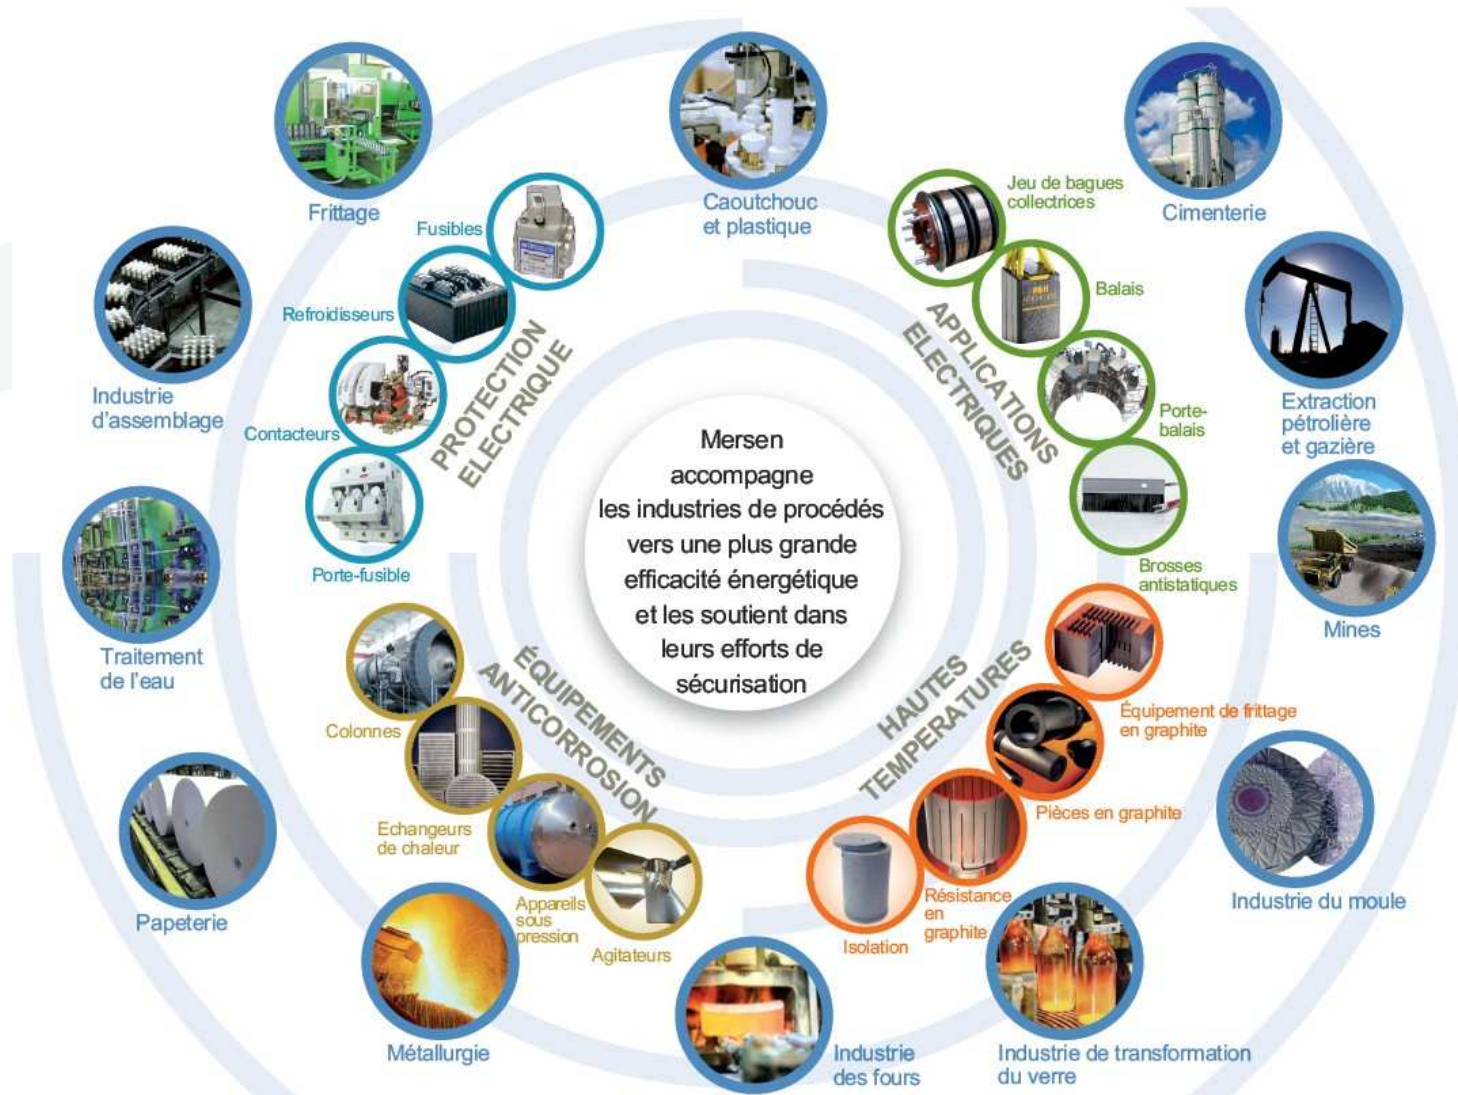 Frittage
Caoutchouc
et plastique
Cimenterie
Industrie
d'assemblage
Extraction
pétrolière
et gazière
Traitement
de l'eau
Mines
Papeterie
Industrie du moule
Métallurgie
Industrie
des fours
Industrie de transformation
du verre
PROTECTION
ELECTRIQUE
Fusibles
Refroidisseurs
Contacteurs
Porte-fusible
APPLICATIONS
ELECTRIQUES
Jeu de bagues
collectrices
Balais
Porte-
balais
Brosses
antistatiques
Mersen
accompagne
les industries de procédés
vers une plus grande
efficacité énergétique
et les soutient dans
leurs efforts de
sécurisation
ÉQUIPEMENTS
ANTICORROSION
Colonnes
Echangeurs
de chaleur
Appareils
sous
pression
Agitateurs
HAUTES
TEMPERATURES
Équipement de frittage
en graphite
Pièces en graphite
Résistance
en
graphite
Isolation